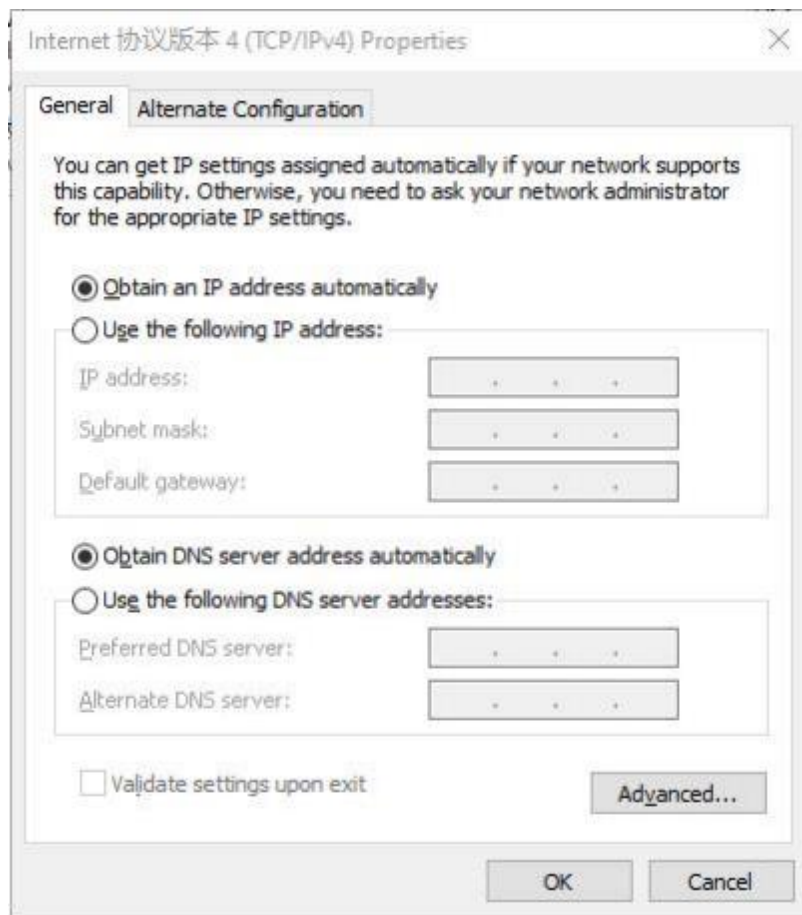 Internet 协议版本 4 (TCP/IPv4) Properties
General
Alternate Configuration
You can get IP settings assigned automatically if your network supports
this capability. Otherwise, you need to ask your network administrator
for the appropriate IP settings.
Obtain an IP address automatically
Use the following IP address:
IP address:
Subnet mask:
Default gateway:
Obtain DNS server address automatically
Use the following DNS server addresses:
Preferred DNS server:
Alternate DNS server:
Validate settings upon exit
Advanced...
OK
Cancel